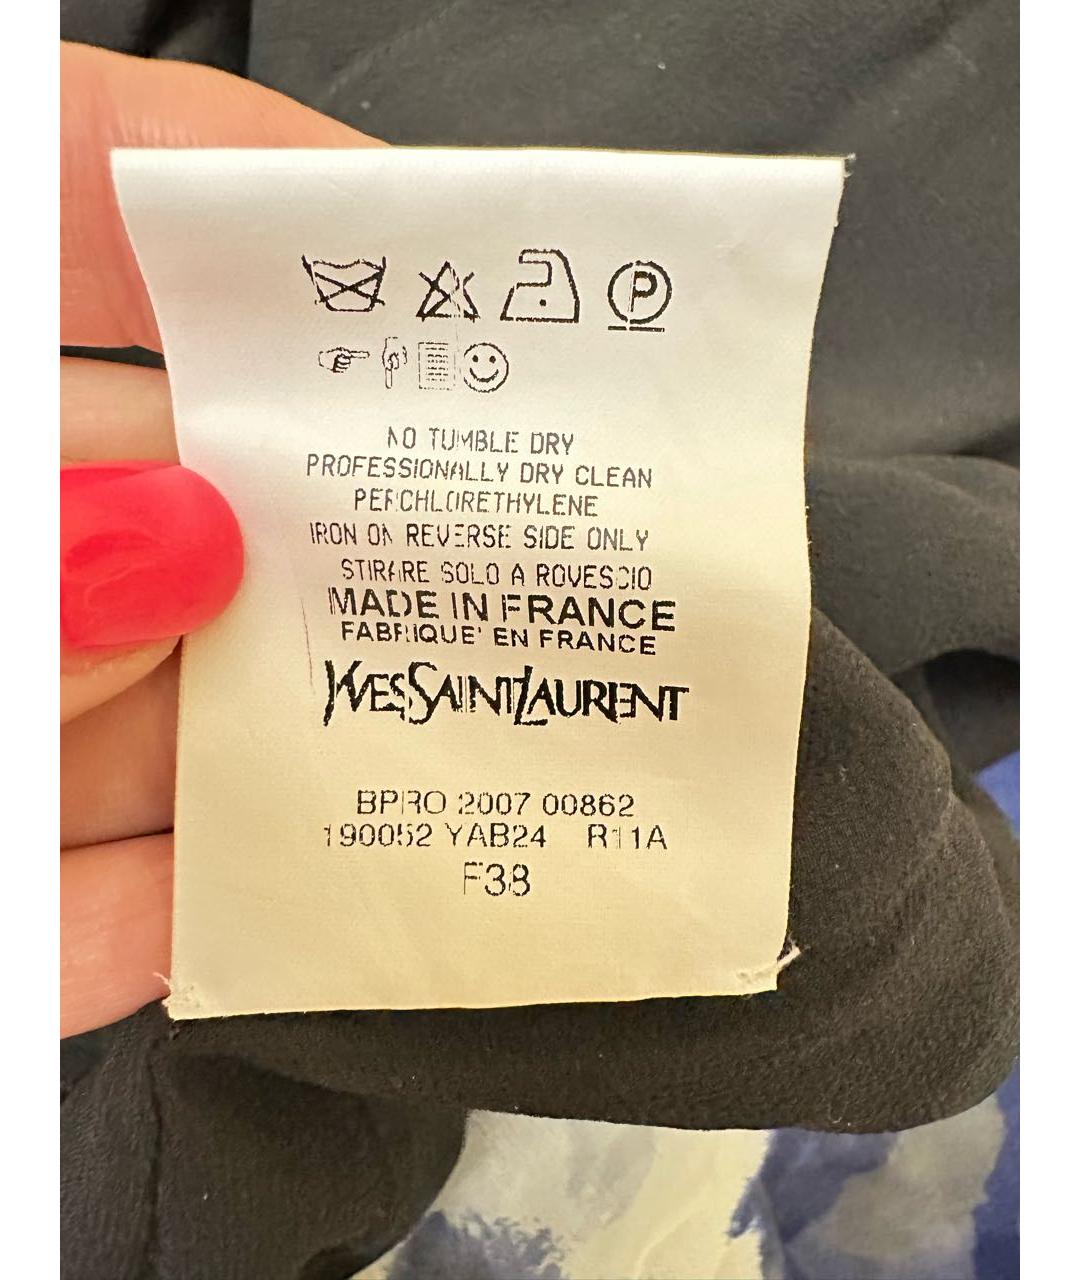 P
NO TUMBLE DRY
PROFESSIONALLY DRY CLEAN
PERCHLORETHYLENE
IRON ON REVERSE SIDE ONLY
STIRARE SOLO A ROVESCIO
MADE IN FRANCE
FABRIQUE' EN FRANCE
YVESSAINTLAURENT
BPRO 2007 00862
190052 YAB24 R11A
F38